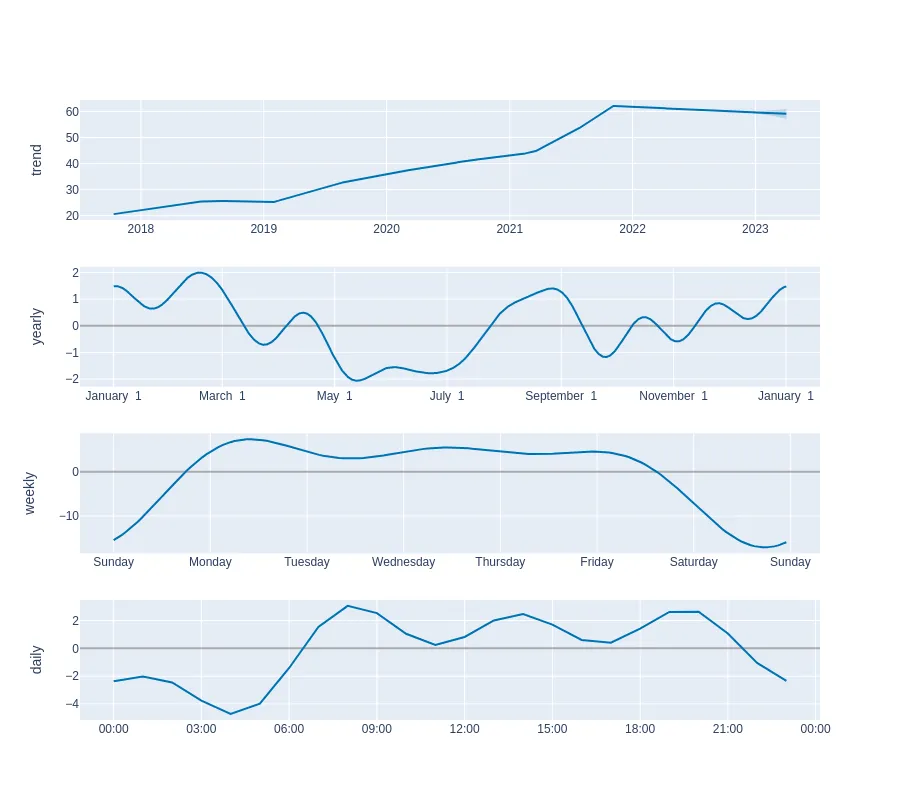 trend
60
50
40
30
20
2018 2019 2020 2021 2022 2023
yearly
2
1
0
−1
−2
January 1 March 1 May 1 July 1 September 1 November 1 January 1
weekly
0
−10
Sunday Monday Tuesday Wednesday Thursday Friday Saturday Sunday
daily
2
0
−2
−4
00:00 03:00 06:00 09:00 12:00 15:00 18:00 21:00 00:00